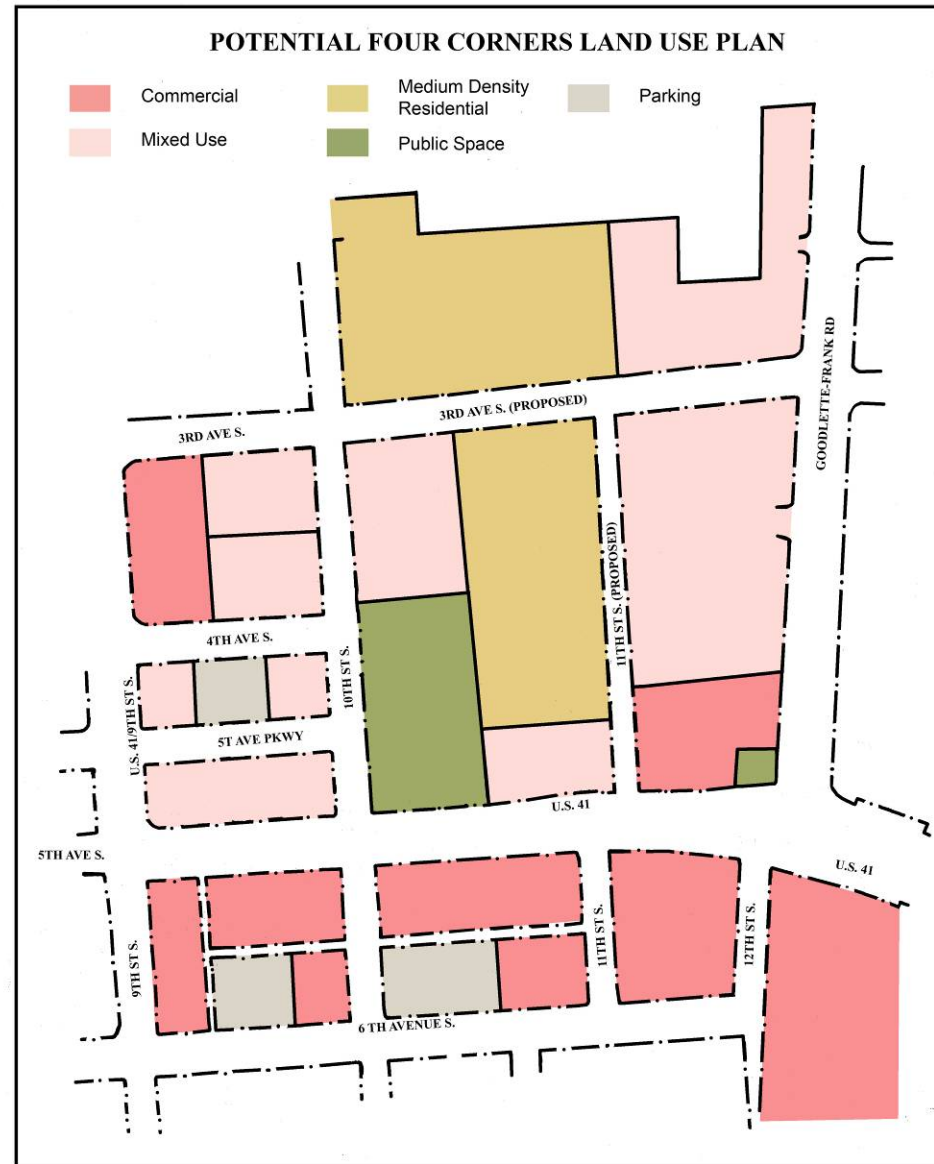 POTENTIAL FOUR CORNERS LAND USE PLAN
Commercial
Medium Density
Residential
Parking
Mixed Use
Public Space
3RD AVE S. (PROPOSED)
3RD AVE S.
GOODLETTE-FRANK RD
11TH ST S. (PROPOSED)
4TH AVE S.
10TH ST S.
U.S. 41/9TH ST S.
5T AVE PKWY
U.S. 41
5TH AVE S.
U.S. 41
9TH ST S.
11TH ST S.
12TH ST S.
6 TH AVENUE S.